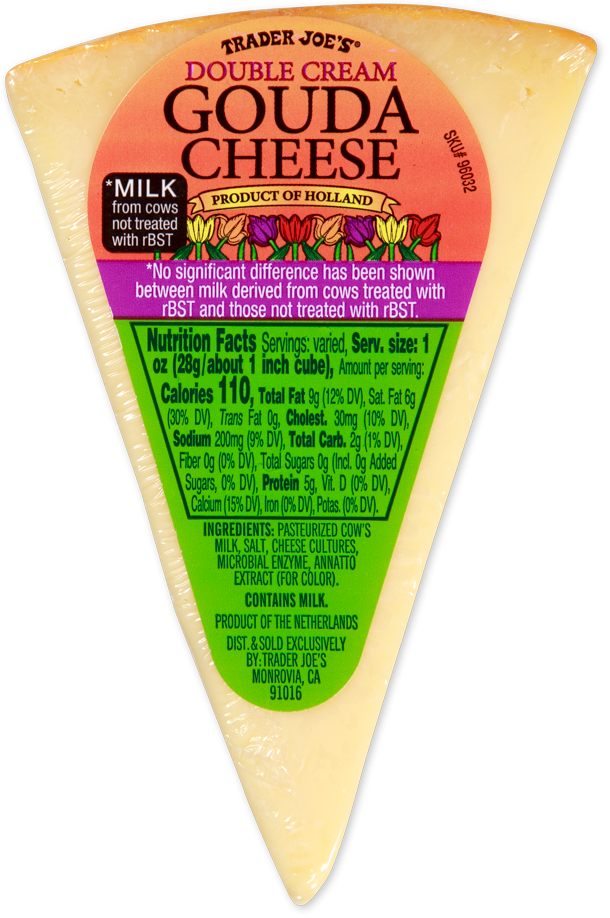 TRADER JOE'S®
DOUBLE CREAM
GOUDA
CHEESE
SKU# 96032
PRODUCT OF HOLLAND
*MILK
from cows
not treated
with rBST
*No significant difference has been shown
between milk derived from cows treated with
rBST and those not treated with rBST.
Nutrition Facts Servings: varied, Serv. size: 1
oz (28g/about 1 inch cube), Amount per serving:
Calories 110, Total Fat 9g (12% DV), Sat. Fat 6g
(30% DV), Trans Fat 0g, Cholest. 30mg (10% DV),
Sodium 200mg (9% DV), Total Carb. 2g (1% DV),
Fiber 0g (0% DV), Total Sugars 0g (Incl. 0g Added
Sugars, 0% DV), Protein 5g, Vit. D (0% DV),
Calcium (15% DV), Iron (0% DV), Potas. (0% DV).
INGREDIENTS: PASTEURIZED COW'S
MILK, SALT, CHEESE CULTURES,
MICROBIAL ENZYME, ANNATTO
EXTRACT (FOR COLOR).
CONTAINS MILK.
PRODUCT OF THE NETHERLANDS
DIST. & SOLD EXCLUSIVELY
BY: TRADER JOE'S
MONROVIA, CA
91016